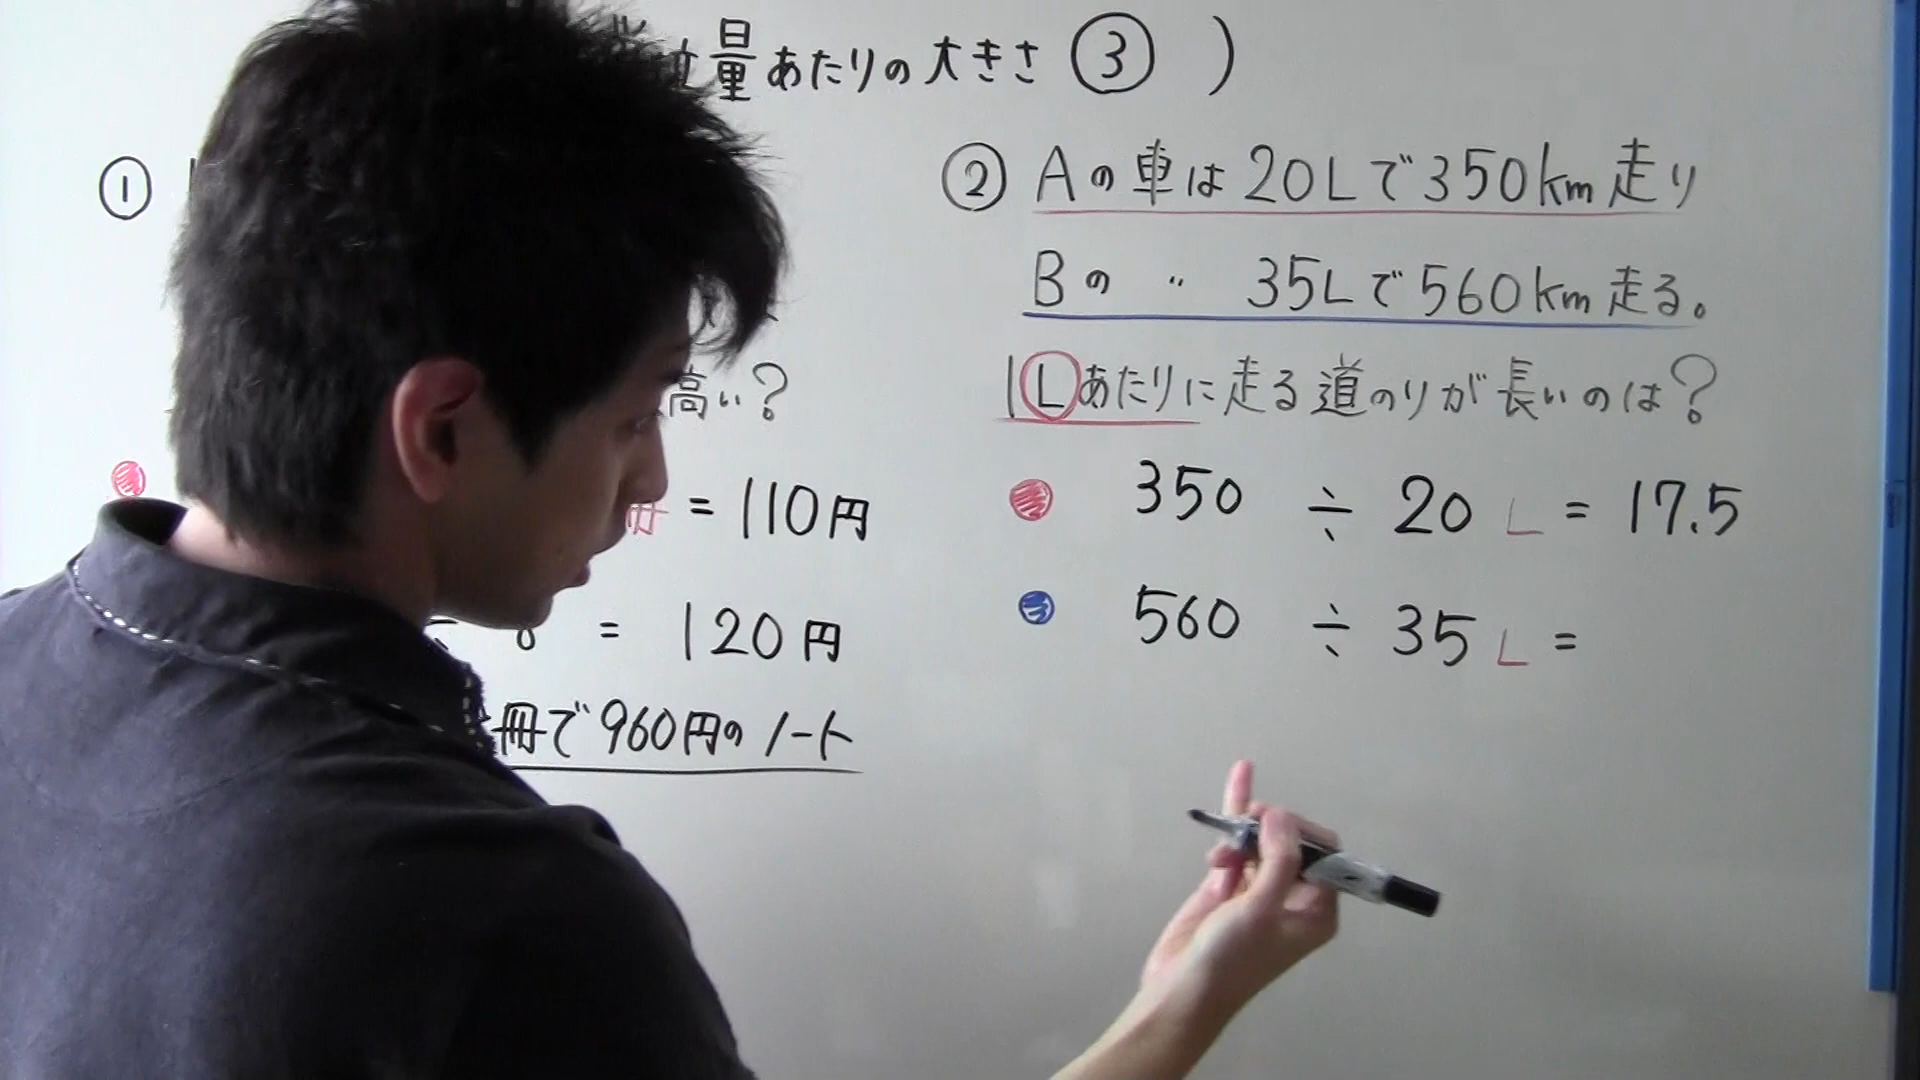 量あたりの大きさ ③ )
①
高い?
= 110円
= 120円
冊で960円のノート
② Aの車は20Lで350km走り
Bの 〃 35Lで560km走る。
1Lあたりに走る道のりが長いのは?
350 ÷ 20 L = 17.5
560 ÷ 35 L =